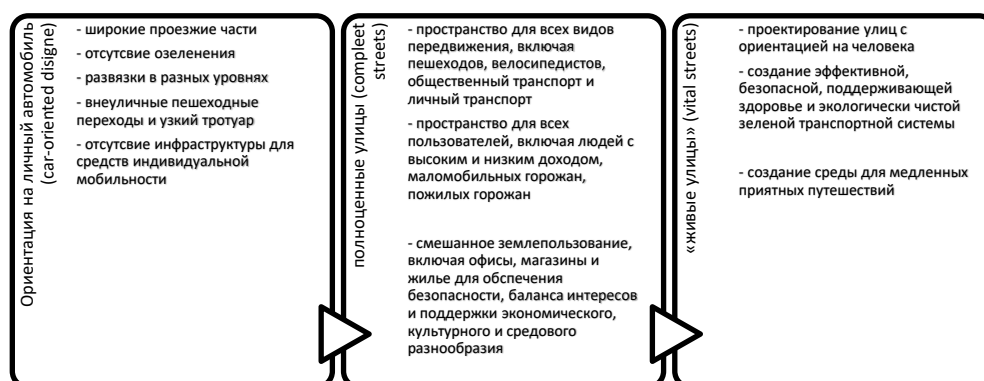 Ориентация на личный автомобиль
(car-oriented disigne)
- широкие проезжие части
- отсутсвие озеленения
- развязки в разных уровнях
- внеуличные пешеходные
переходы и узкий тротуар
- отсутсвие инфраструктуры для
средств индивидуальной
мобильности
полноценные улицы (compleet
streets)
- пространство для всех видов
передвижения, включая
пешеходов, велосипедистов,
общественный транспорт и
личный транспорт
- пространство для всех
пользователей, включая людей с
высоким и низким доходом,
маломобильных горожан,
пожилых горожан
- смешанное землепользование,
включая офисы, магазины и
жилье для обспечения
безопасности, баланса интересов
и поддержки экономического,
культурного и средового
разнообразия
«живые улицы» (vital streets)
- проектирование улиц с
ориентацией на человека
- создание эффективной,
безопасной, поддерживающей
здоровье и экологически чистой
зеленой транспортной системы
- создание среды для медленных
приятных путешествий